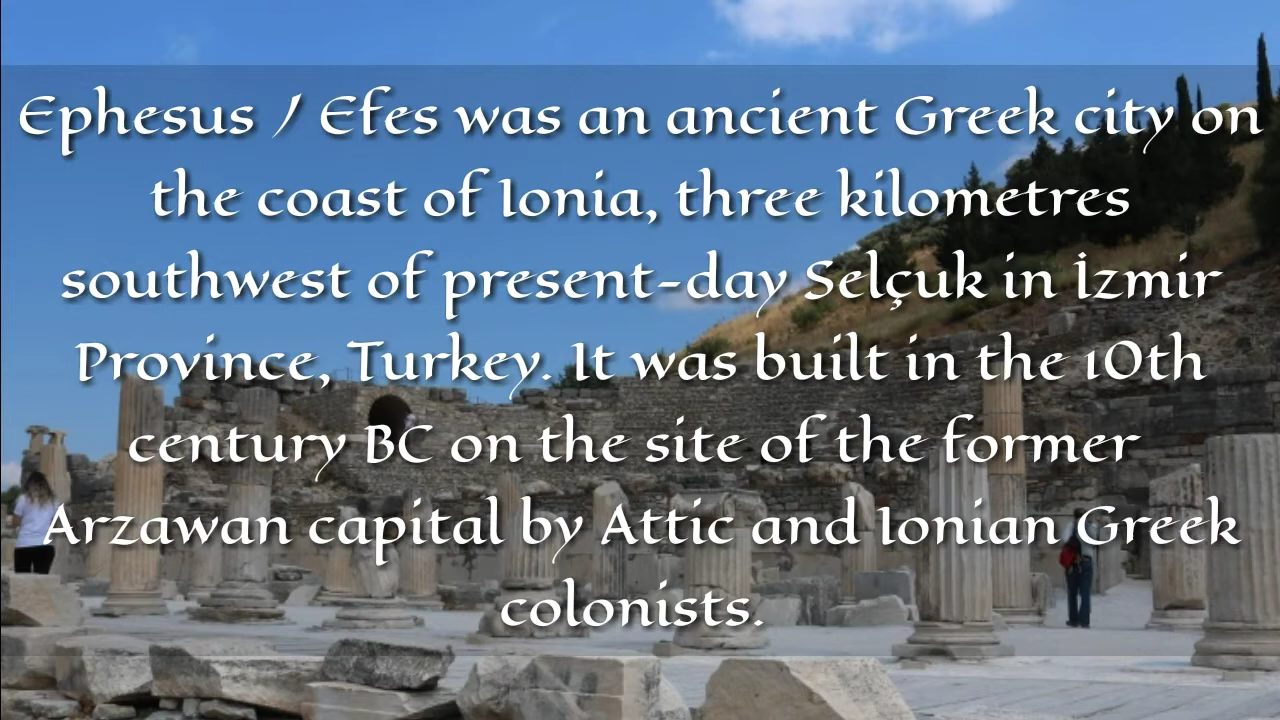 Ephesus / Efes was an ancient Greek city on
the coast of Ionia, three kilometres
southwest of present-day Selçuk in İzmir
Province, Turkey. It was built in the 10th
century BC on the site of the former
Arzawan capital by Attic and Ionian Greek
colonists.